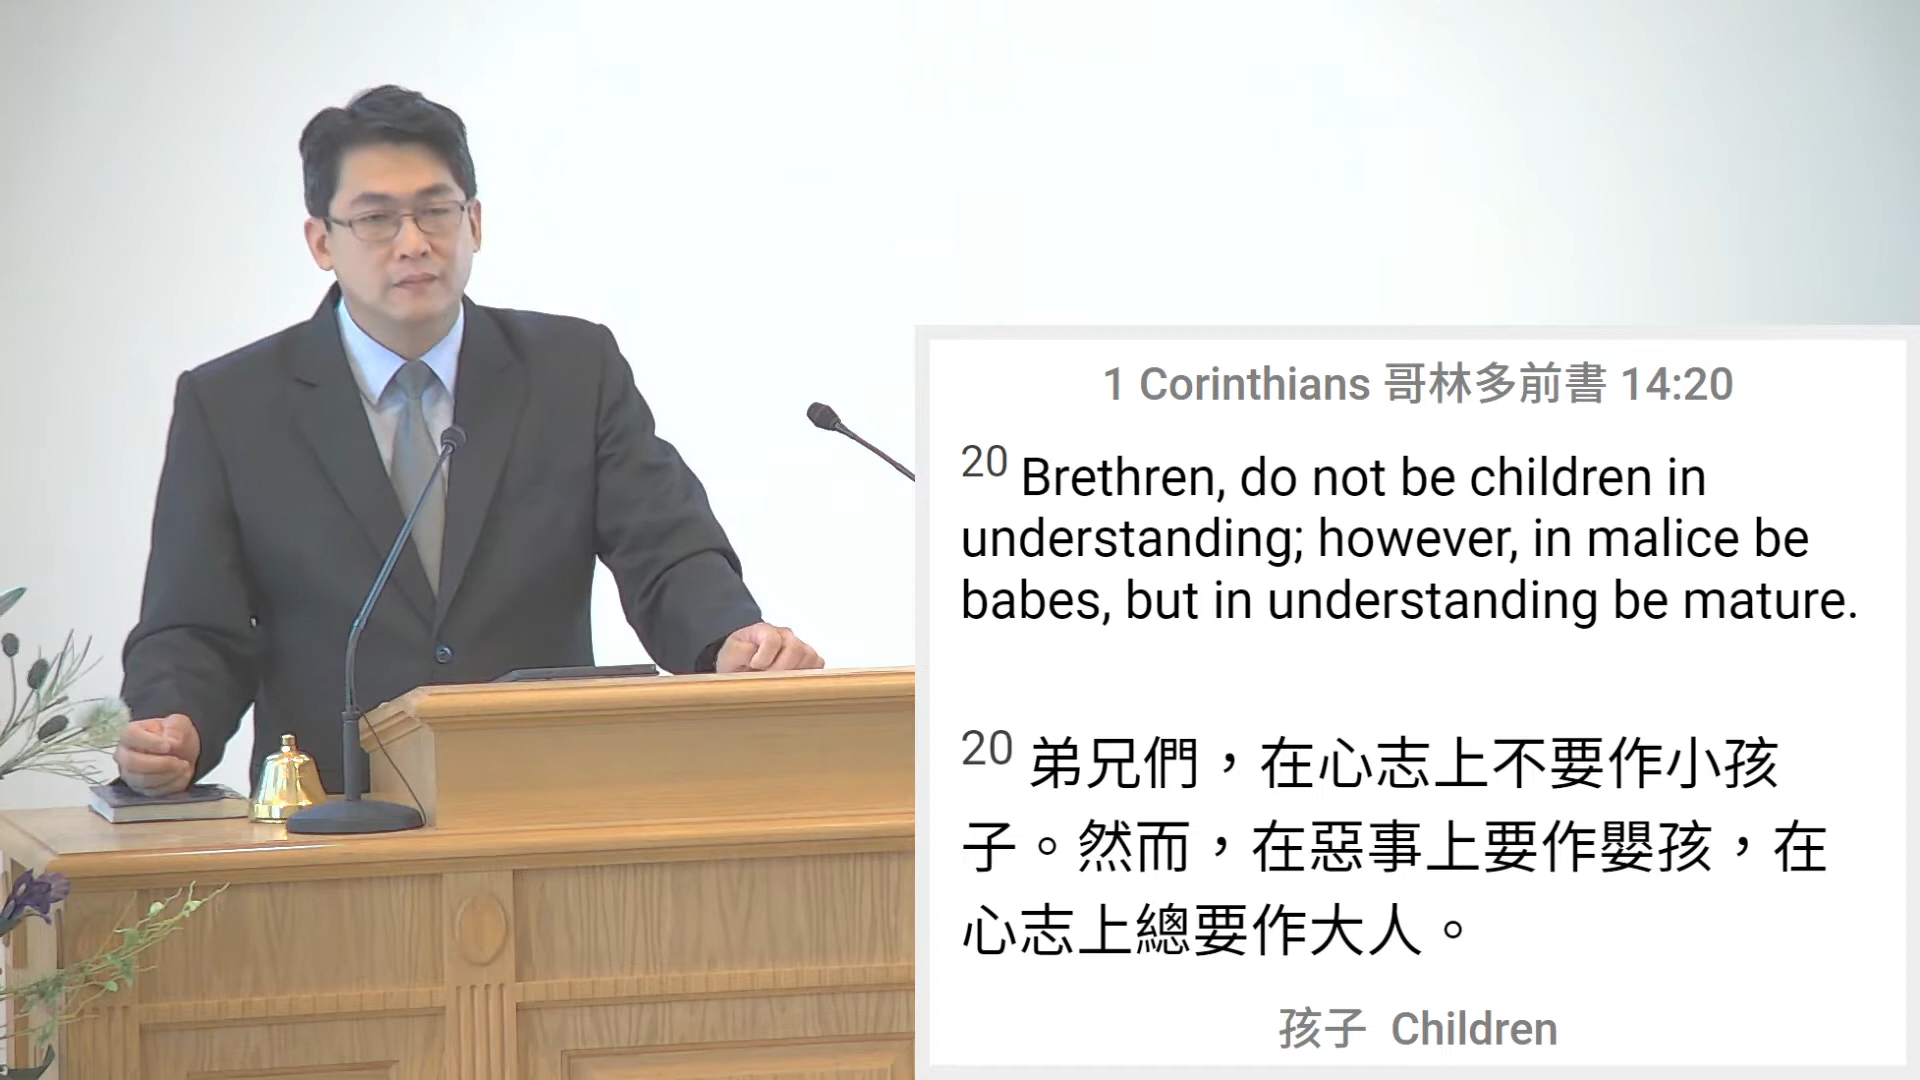 1 Corinthians 哥林多前書 14:20
20 Brethren, do not be children in
understanding; however, in malice be
babes, but in understanding be mature.
20 弟兄們，在心志上不要作小孩
子。然而，在惡事上要作嬰孩，在
心志上總要作大人。
孩子 Children